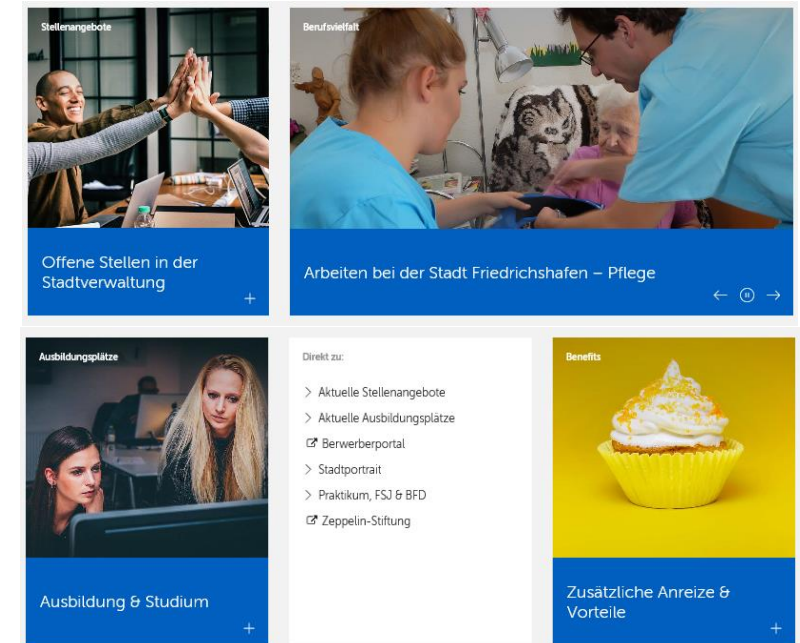 Stellenangebote
Berufsvielfalt
Offene Stellen in der
Stadtverwaltung
Arbeiten bei der Stadt Friedrichshafen – Pflege
Ausbildungsplätze
Ausbildung & Studium
Direkt zu:
Aktuelle Stellenangebote
Aktuelle Ausbildungsplätze
Berwerberportal
Stadtportrait
Praktikum, FSJ & BFD
Zeppelin-Stiftung
Benefits
Zusätzliche Anreize &
Vorteile